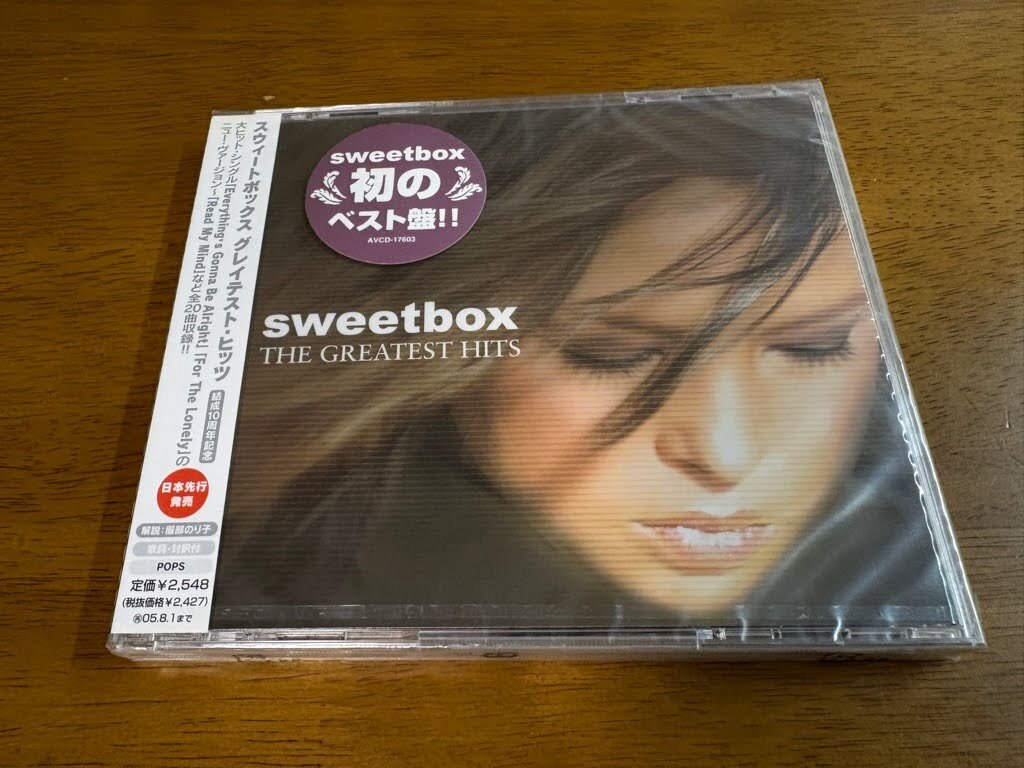 スウィートボックス グレイテスト・ヒッツ
結成10周年記念
大ヒット・シングル「Everything's Gonna Be Alright」「For The Lonely」の
ニュー・ヴァージョン~「Read My Mind」など全20曲収録!!
日本先行
発売
解説:服部のり子
歌詞・対訳付
POPS
定価¥2,548
(税抜価格¥2,427)
㊢05.8.1まで
sweetbox
初の
ベスト盤!!
AVCD-17603
sweetbox
THE GREATEST HITS